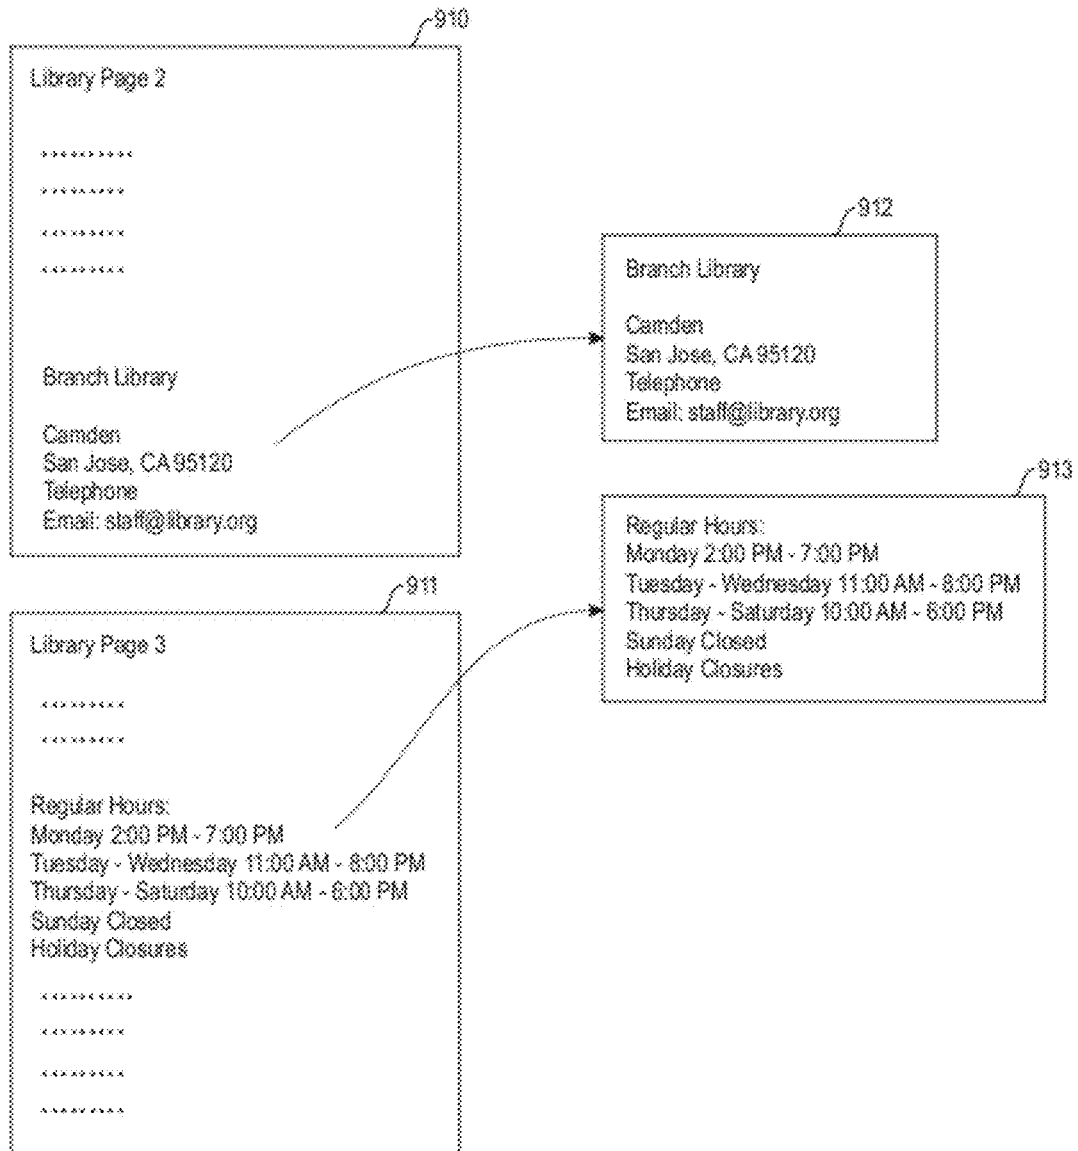 910
Library Page 2
Branch Library
Camden
San Jose, CA 95120
Telephone
Email: staff@library.org
912
Branch Library
Camden
San Jose, CA 95120
Telephone
Email: staff@library.org
911
Library Page 3
Regular Hours:
Monday 2:00 PM - 7:00 PM
Tuesday - Wednesday 11:00 AM - 8:00 PM
Thursday - Saturday 10:00 AM - 6:00 PM
Sunday Closed
Holiday Closures
913
Regular Hours:
Monday 2:00 PM - 7:00 PM
Tuesday - Wednesday 11:00 AM - 8:00 PM
Thursday - Saturday 10:00 AM - 6:00 PM
Sunday Closed
Holiday Closures